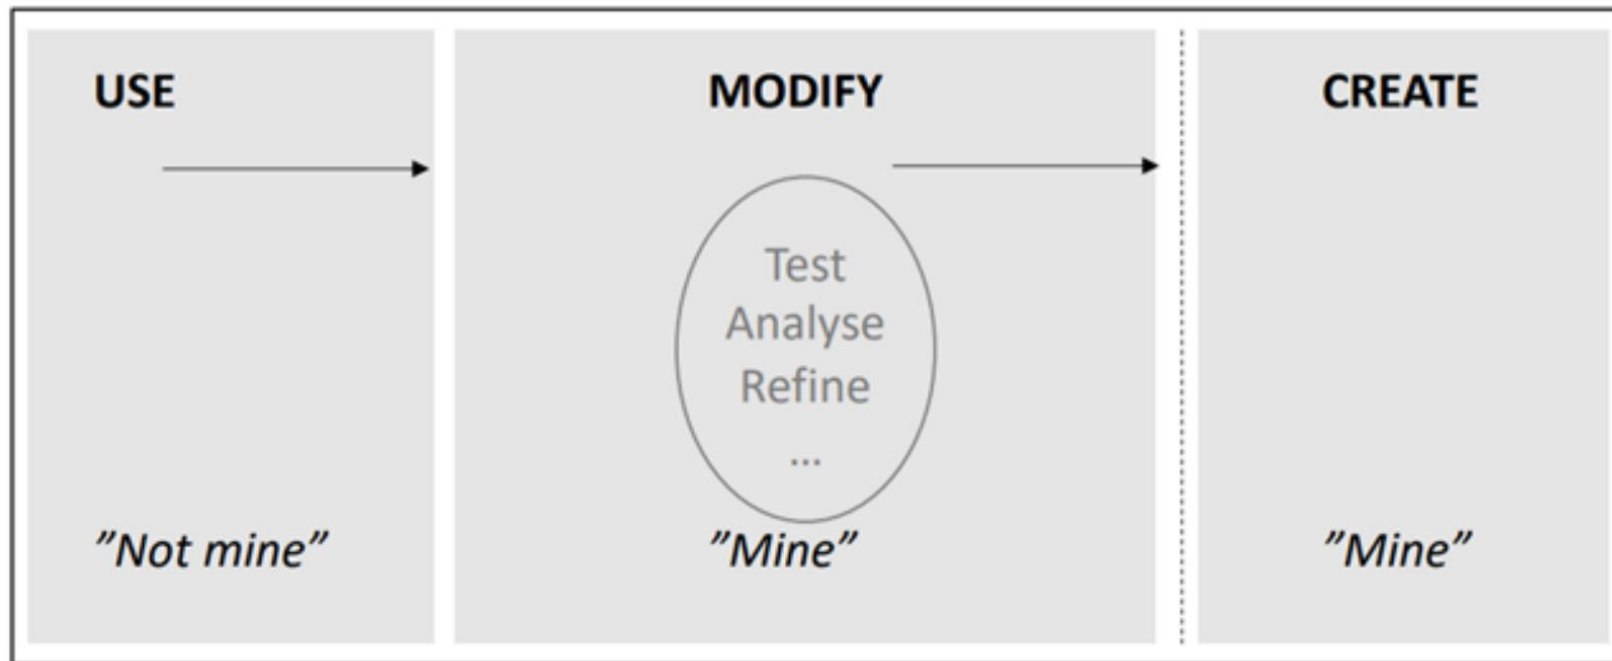 USE
MODIFY
CREATE
Test
Analyse
Refine
...
”Not mine”
”Mine”
”Mine”